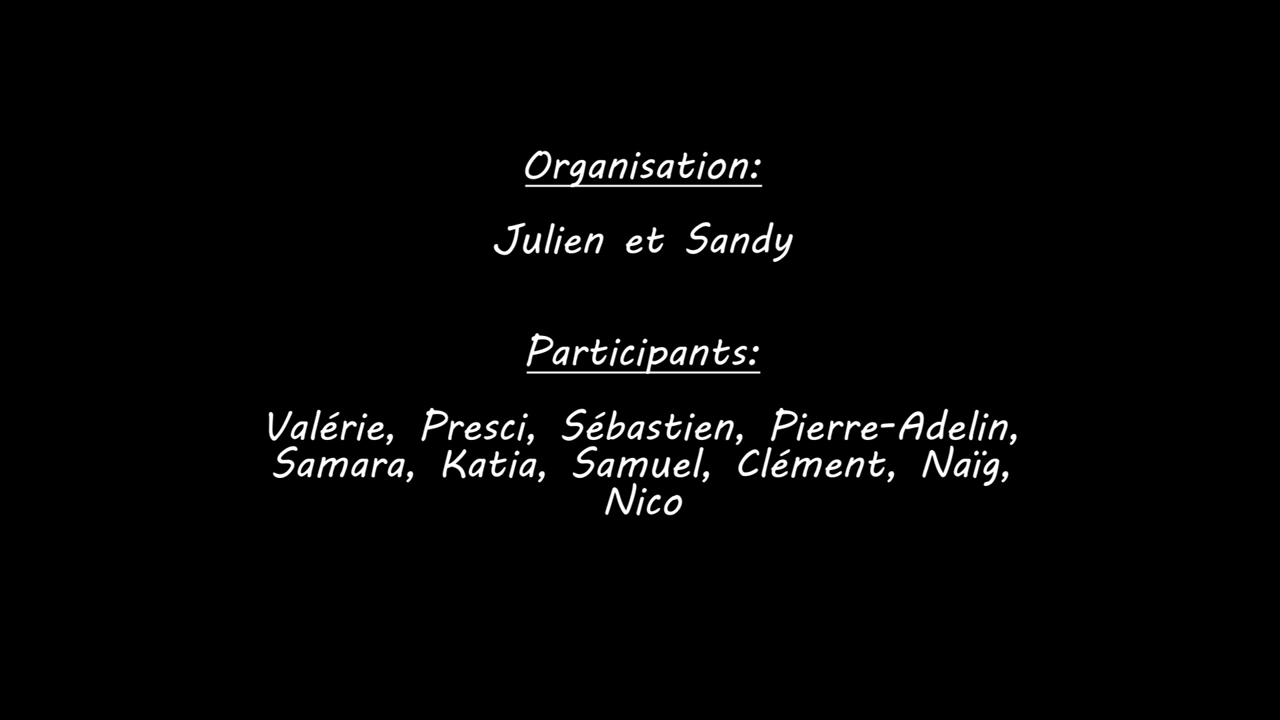 Organisation:
Julien et Sandy
Participants:
Valérie, Presci, Sébastien, Pierre-Adelin,
Samara, Katia, Samuel, Clément, Naïg,
Nico